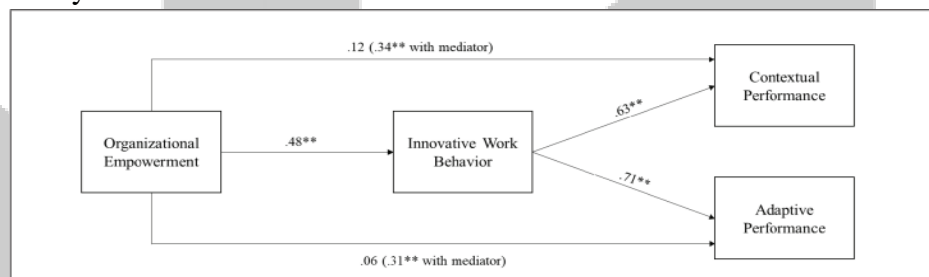 .12 (.34** with mediator)
Contextual
Performance
.63**
Organizational
Empowerment
.48**
Innovative Work
Behavior
.71**
Adaptive
Performance
.06 (.31** with mediator)